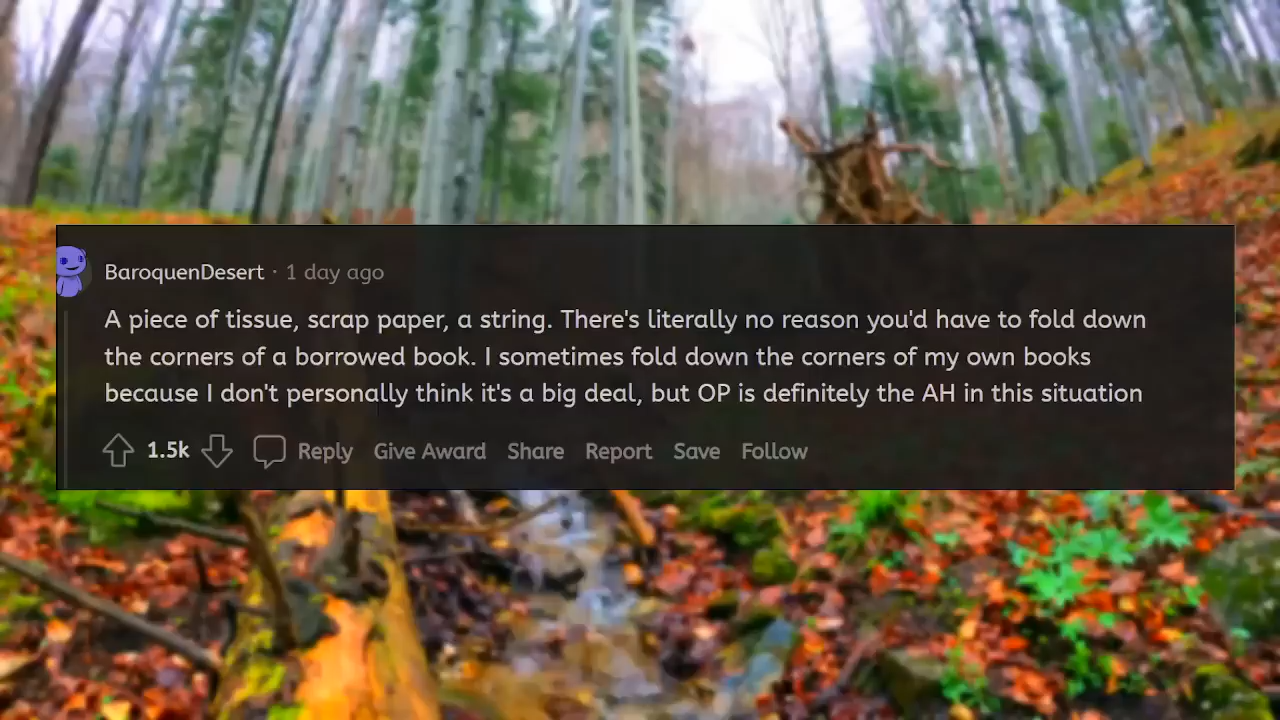 BaroquenDesert · 1 day ago
A piece of tissue, scrap paper, a string. There's literally no reason you'd have to fold down
the corners of a borrowed book. I sometimes fold down the corners of my own books
because I don't personally think it's a big deal, but OP is definitely the AH in this situation
1.5k Reply Give Award Share Report Save Follow